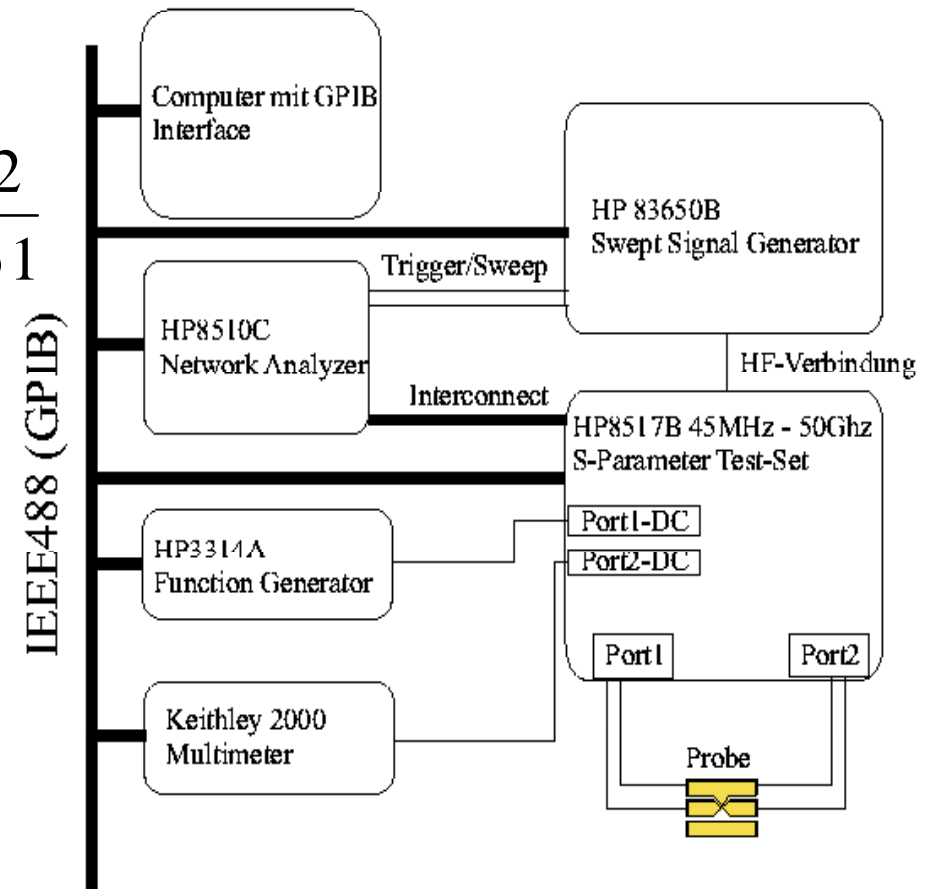 Computer mit GPIB
Interface
2
1
IEEE488 (GPIB)
HP 83650B
Swept Signal Generator
Trigger/Sweep
HP8510C
Network Analyzer
HF-Verbindung
Interconnect
HP8517B 45MHz - 50Ghz
S-Parameter Test-Set
Port1-DC
Port2-DC
HP3314A
Function Generator
Port1
Port2
Keithley 2000
Multimeter
Probe